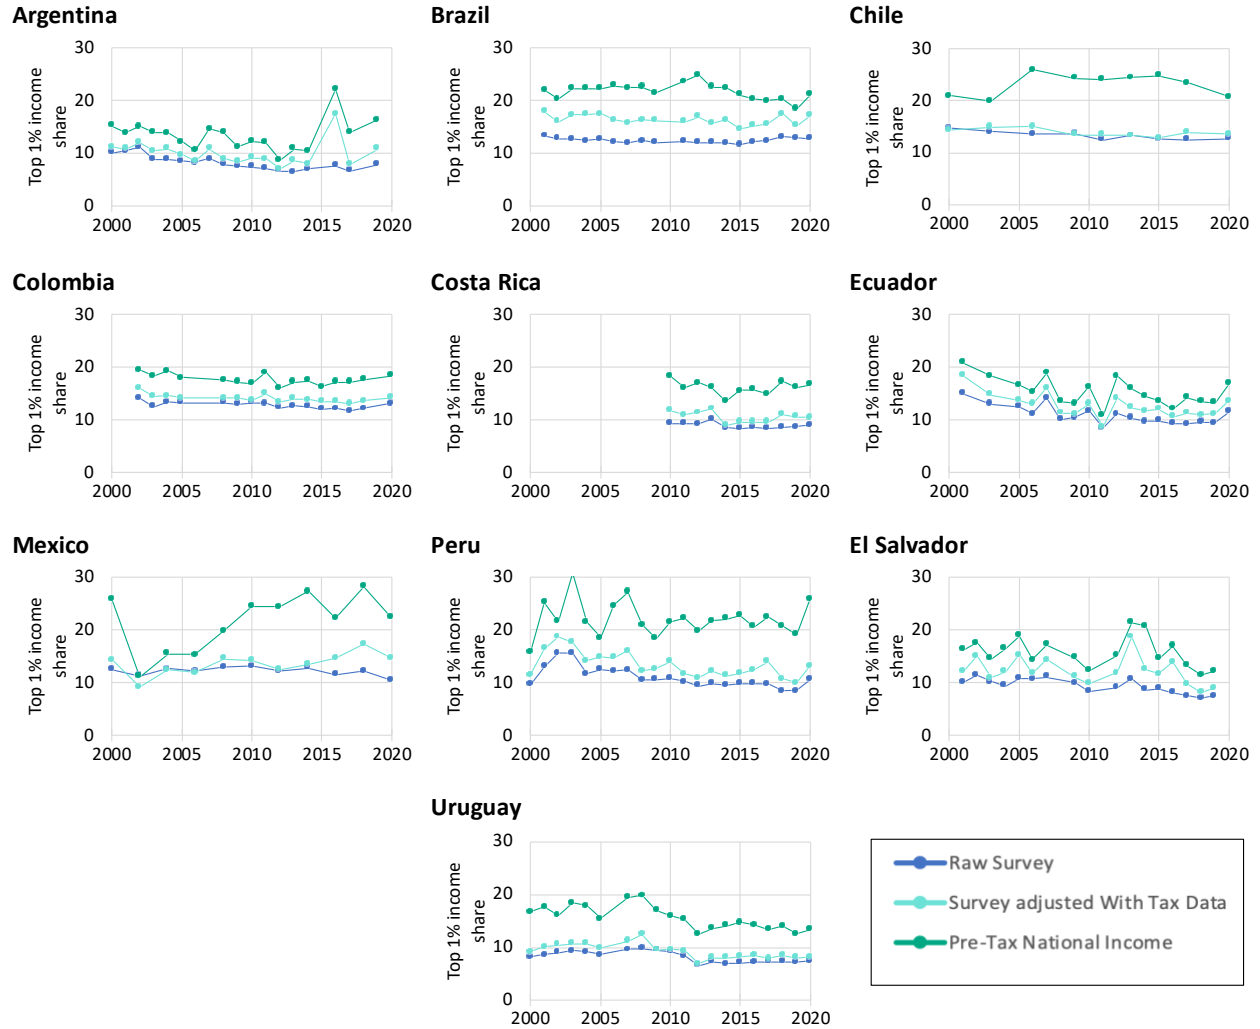 Argentina
Top 1% income
share
30
20
10
0
2000 2005 2010 2015 2020
Brazil
Top 1% income
share
30
20
10
0
2000 2005 2010 2015 2020
Chile
Top 1% income
share
30
20
10
0
2000 2005 2010 2015 2020
Colombia
Top 1% income
share
30
20
10
0
2000 2005 2010 2015 2020
Costa Rica
Top 1% income
share
30
20
10
0
2000 2005 2010 2015 2020
Ecuador
Top 1% income
share
30
20
10
0
2000 2005 2010 2015 2020
Mexico
Top 1% income
share
30
20
10
0
2000 2005 2010 2015 2020
Peru
Top 1% income
share
30
20
10
0
2000 2005 2010 2015 2020
El Salvador
Top 1% income
share
30
20
10
0
2000 2005 2010 2015 2020
Uruguay
Top 1% income
share
30
20
10
0
2000 2005 2010 2015 2020
Raw Survey
Survey adjusted With Tax Data
Pre-Tax National Income